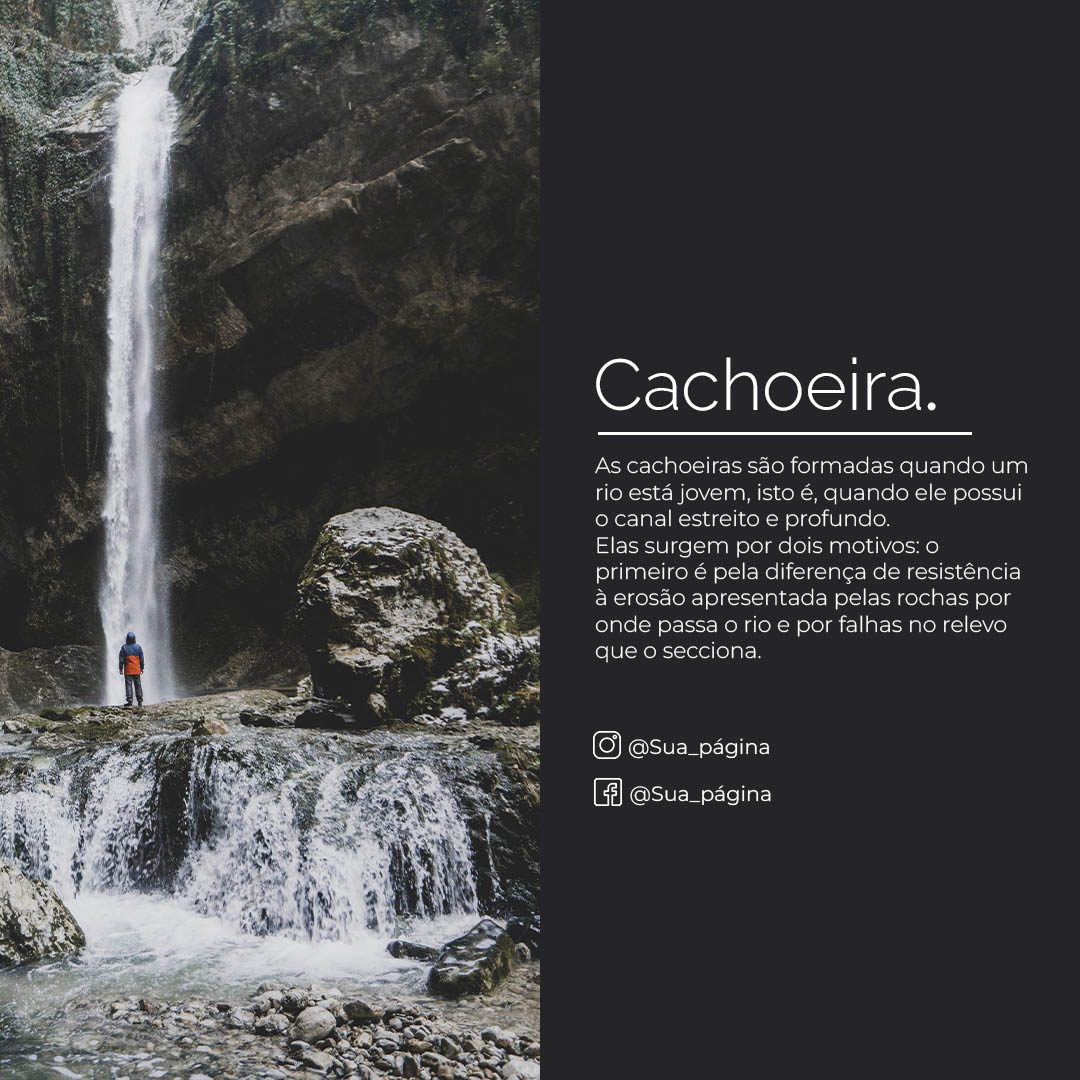 Cachoeira.
As cachoeiras são formadas quando um
rio está jovem, isto é, quando ele possui
o canal estreito e profundo.
Elas surgem por dois motivos: o
primeiro é pela diferença de resistência
à erosão apresentada pelas rochas por
onde passa o rio e por falhas no relevo
que o secciona.
@Sua_página
@Sua_página